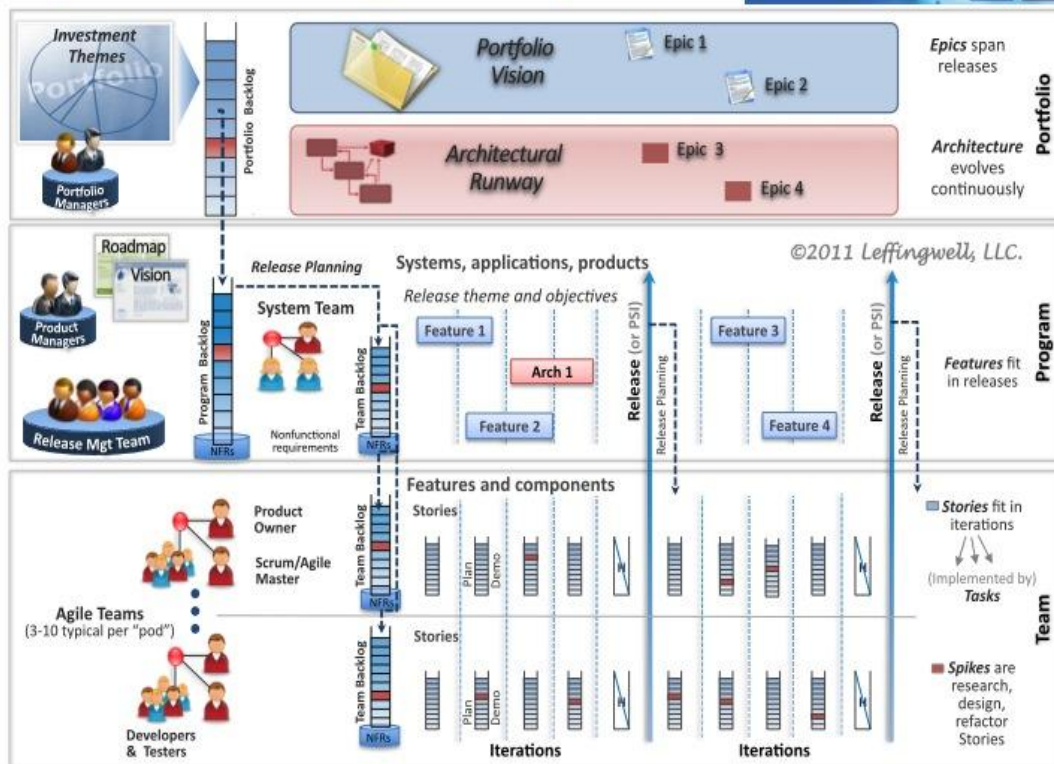 Investment
Themes
Portfolio
Portfolio
Managers
Portfolio Backlog
Portfolio
Vision
Epic 1
Epic 2
Epics span
releases
Architectural
Runway
Epic 3
Epic 4
Architecture
evolves
continuously
Portfolio
Roadmap
Vision
Product
Managers
Release Mgt Team
Program Backlog
NFRs
Release Planning
System Team
Nonfunctional
requirements
Team Backlog
NFRs
Systems, applications, products
©2011 Leffingwell, LLC.
Release theme and objectives
Feature 1
Arch 1
Feature 2
Release (or PSI)
Release Planning
Feature 3
Feature 4
Release (or PSI)
Release Planning
Features fit
in releases
Program
Features and components
Product
Owner
Scrum/Agile
Master
Agile Teams
(3-10 typical per “pod”)
Developers
& Testers
Team Backlog
NFRs
Stories
Plan
Demo
H
H
Team Backlog
NFRs
Stories
Plan
Demo
H
H
Iterations
Iterations
Stories fit in
iterations
(Implemented by)
Tasks
Spikes are
research,
design,
refactor
Stories
Team